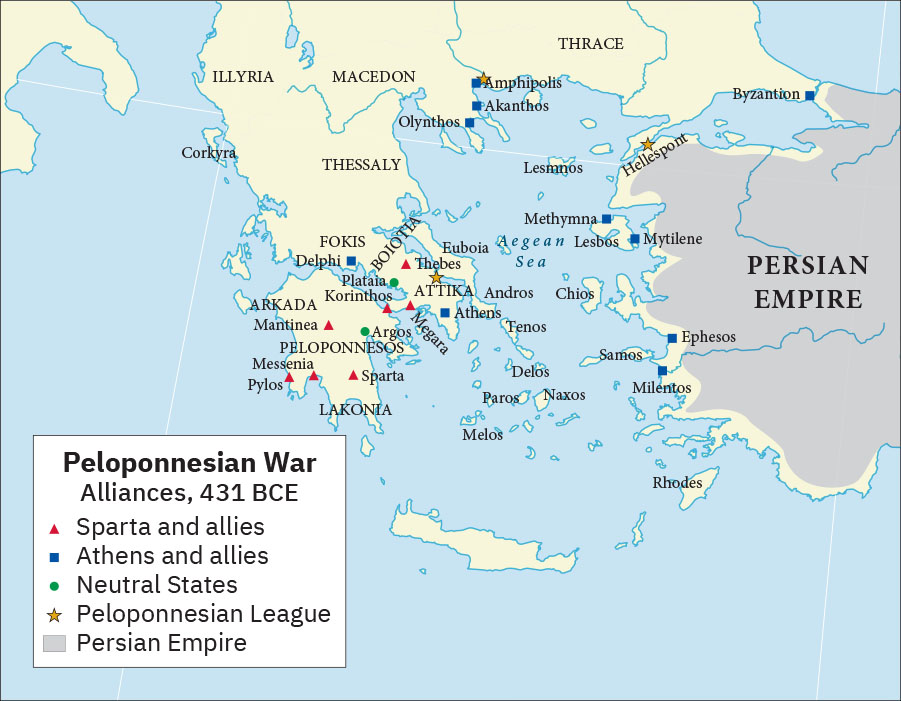 THRACE
ILLYRIA
MACEDON
Amphipolis
Byzantion
Akanthos
Olynthos
Hellespont
Corkyra
THESSALY
Lesmnos
Methymna
Mytilene
Lesbos
Aegean
Sea
BOIOTIA
FOKIS
Euboia
Delphi
Thebes
PERSIAN
EMPIRE
Plataia
ATTIKA
Andros
Chios
Korinthos
ARKADA
Athens
Megara
Mantinea
Argos
Tenos
Ephesos
PELOPONNESOS
Samos
Messenia
Delos
Pylos
Sparta
Milentos
Paros
Naxos
LAKONIA
Melos
Rhodes
Peloponnesian War
Alliances, 431 BCE
Sparta and allies
Athens and allies
Neutral States
Peloponnesian League
Persian Empire